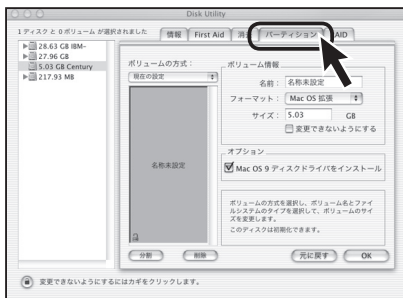 Disk Utility
1 ディスク と 0 ボリューム が選択されました
情報
First Aid
消去
パーティション
RAID
28.63 GB IBM-
27.96 GB
5.03 GB Century
217.93 MB
ボリュームの方式：
現在の設定
名称未設定
分割
削除
ボリューム情報
名前： 名称未設定
フォーマット： Mac OS 拡張
サイズ： 5.03 GB
変更できないようにする
オプション
Mac OS 9 ディスクドライバをインストール
ボリュームの方式を選択し、ボリューム名とファイ
ルシステムのタイプを選択して、ボリュームのサイ
ズを変更します。
このディスクは初期化できます。
元に戻す
OK
変更できないようにするにはカギをクリックします。